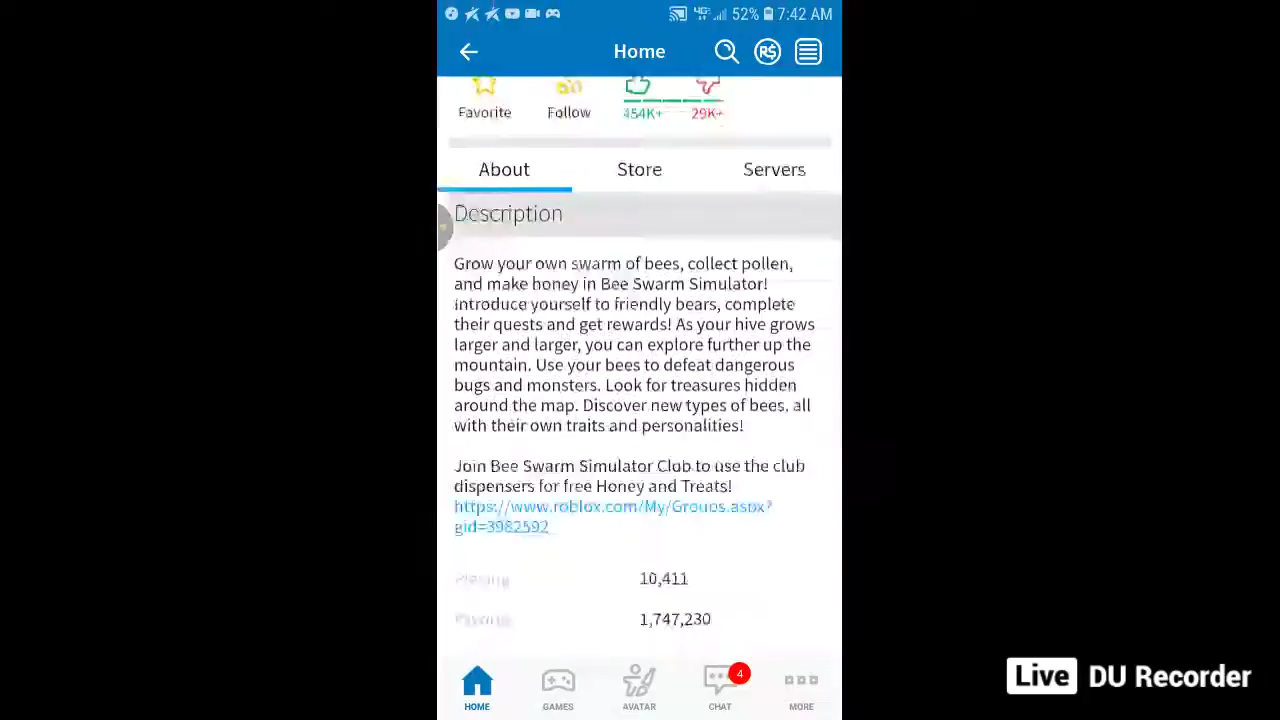 52% 7:42 AM
Home
R$
Favorite Follow 454K+ 29K+
About Store Servers
Description
Grow your own swarm of bees, collect pollen,
and make honey in Bee Swarm Simulator!
Introduce yourself to friendly bears, complete
their quests and get rewards! As your hive grows
larger and larger, you can explore further up the
mountain. Use your bees to defeat dangerous
bugs and monsters. Look for treasures hidden
around the map. Discover new types of bees, all
with their own traits and personalities!
Join Bee Swarm Simulator Club to use the club
dispensers for free Honey and Treats!
https://www.roblox.com/My/Groups.aspx?
gid=3982592
Playing 10,411
1,747,230
4
HOME GAMES AVATAR CHAT MORE
Live DU Recorder